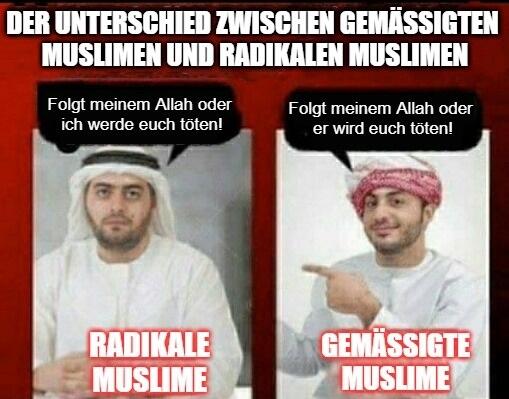 DER UNTERSCHIED ZWISCHEN GEMÄSSIGTEN
MUSLIMEN UND RADIKALEN MUSLIMEN
Folgt meinem Allah oder
ich werde euch töten!
Folgt meinem Allah oder
er wird euch töten!
RADIKALE
MUSLIME
GEMÄSSIGTE
MUSLIME